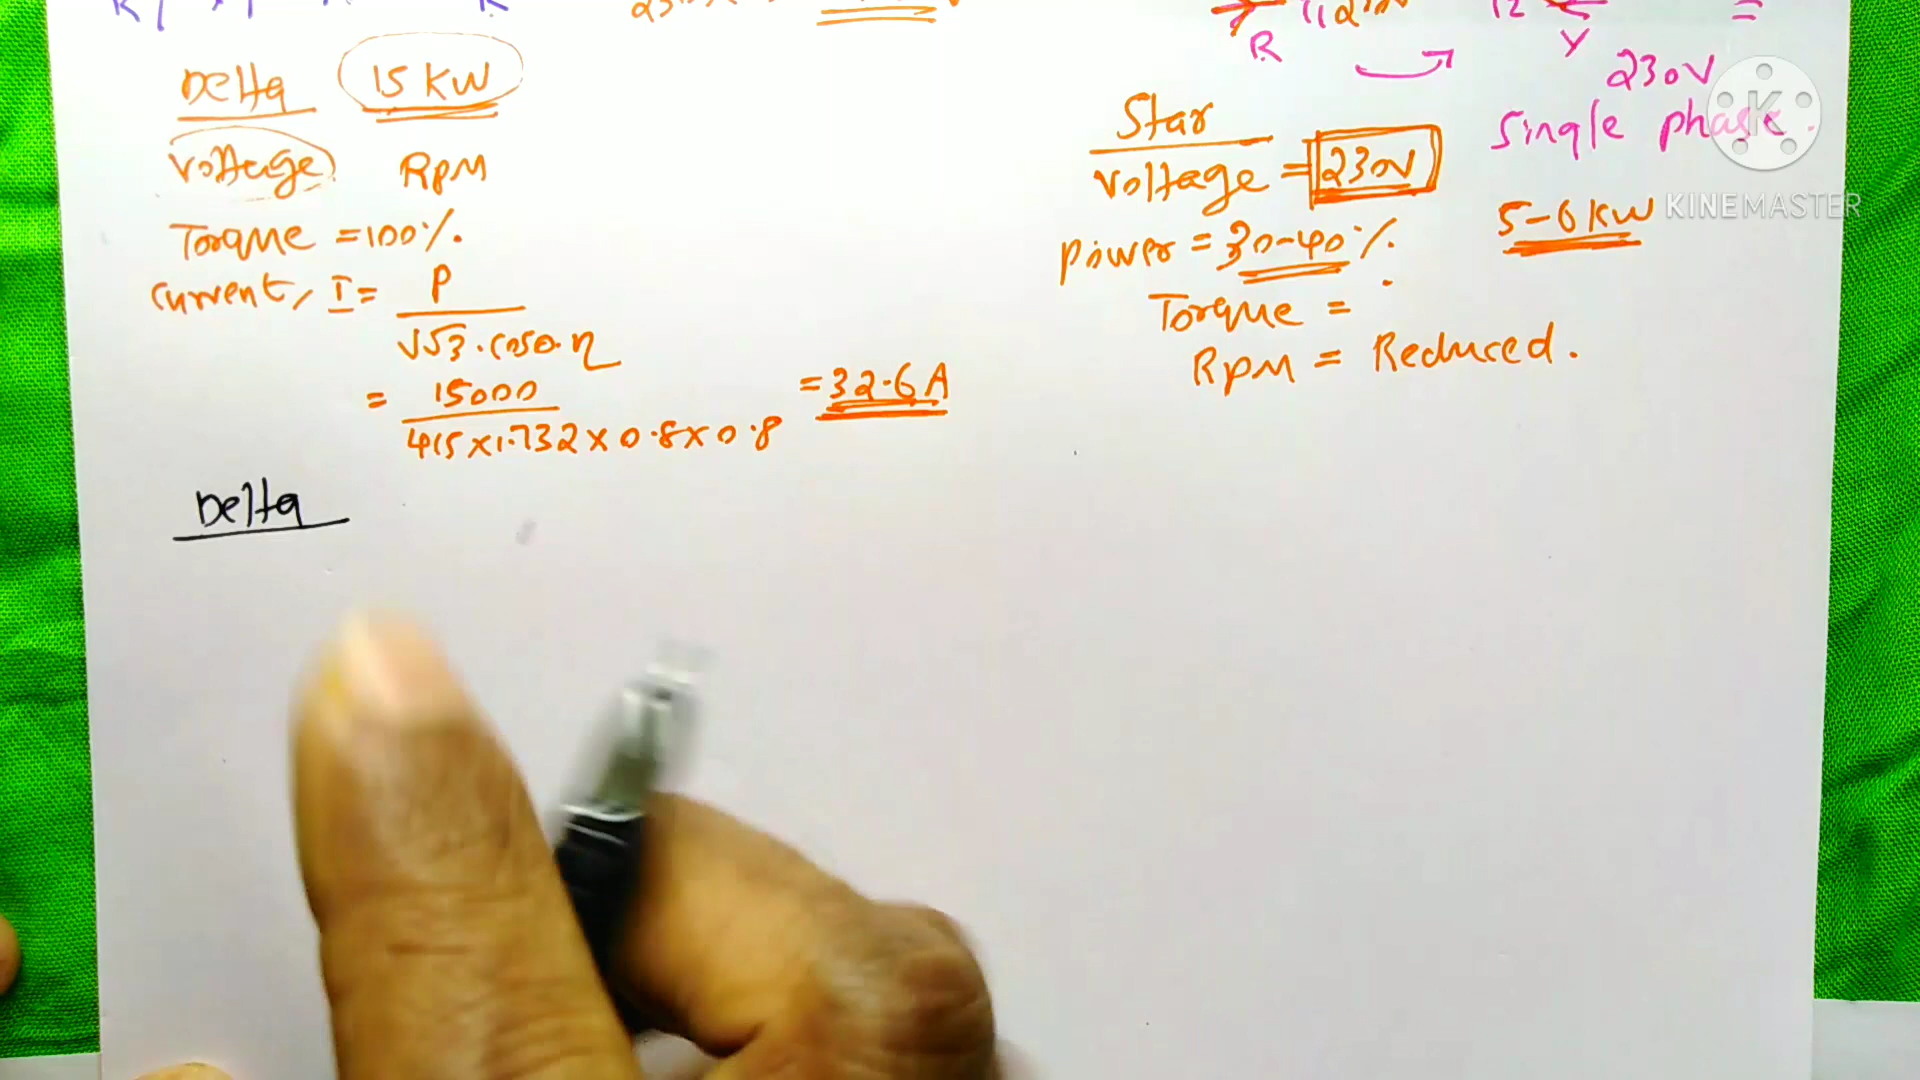 Delta 15 KW
voltage RPM
Torque = 100%.
Current, I = P
V√3.cosθ.η
= 15000
415x1.732x0.8x0.8 = 32.6 A
Delta
R 230V
Y
Single phase.
Star
voltage = 230V
Power = 30-40%.
5-6 KW
Torque =
RPM = Reduced.
KINEMASTER